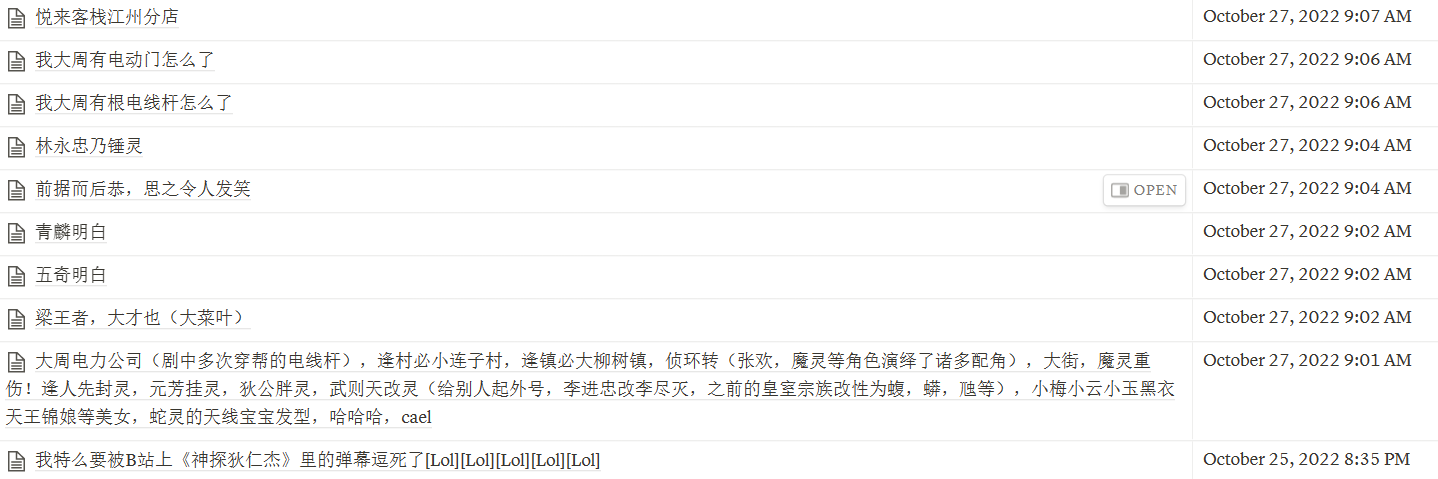 悦来客栈江州分店 October 27, 2022 9:07 AM
我大周有电动门怎么了 October 27, 2022 9:06 AM
我大周有根电线杆怎么了 October 27, 2022 9:06 AM
林永忠乃锤灵 October 27, 2022 9:04 AM
前据而后恭，思之令人发笑 OPEN October 27, 2022 9:04 AM
青麟明白 October 27, 2022 9:02 AM
五奇明白 October 27, 2022 9:02 AM
梁王者，大才也（大菜叶） October 27, 2022 9:02 AM
大周电力公司（剧中多次穿帮的电线杆），逢村必小连子村，逢镇必大柳树镇，侦环转（张欢，魔灵等角色演绎了诸多配角），大街，魔灵重 October 27, 2022 9:01 AM
伤！逢人先封灵，元芳挂灵，狄公胖灵，武则天改灵（给别人起外号，李进忠改李尽灭，之前的皇室宗族改性为蝮，蟒，虺等），小梅小云小玉黑衣
天王锦娘等美女，蛇灵的天线宝宝发型，哈哈哈，cael
我特么要被B站上《神探狄仁杰》里的弹幕逗死了[Lol][Lol][Lol][Lol][Lol] October 25, 2022 8:35 PM